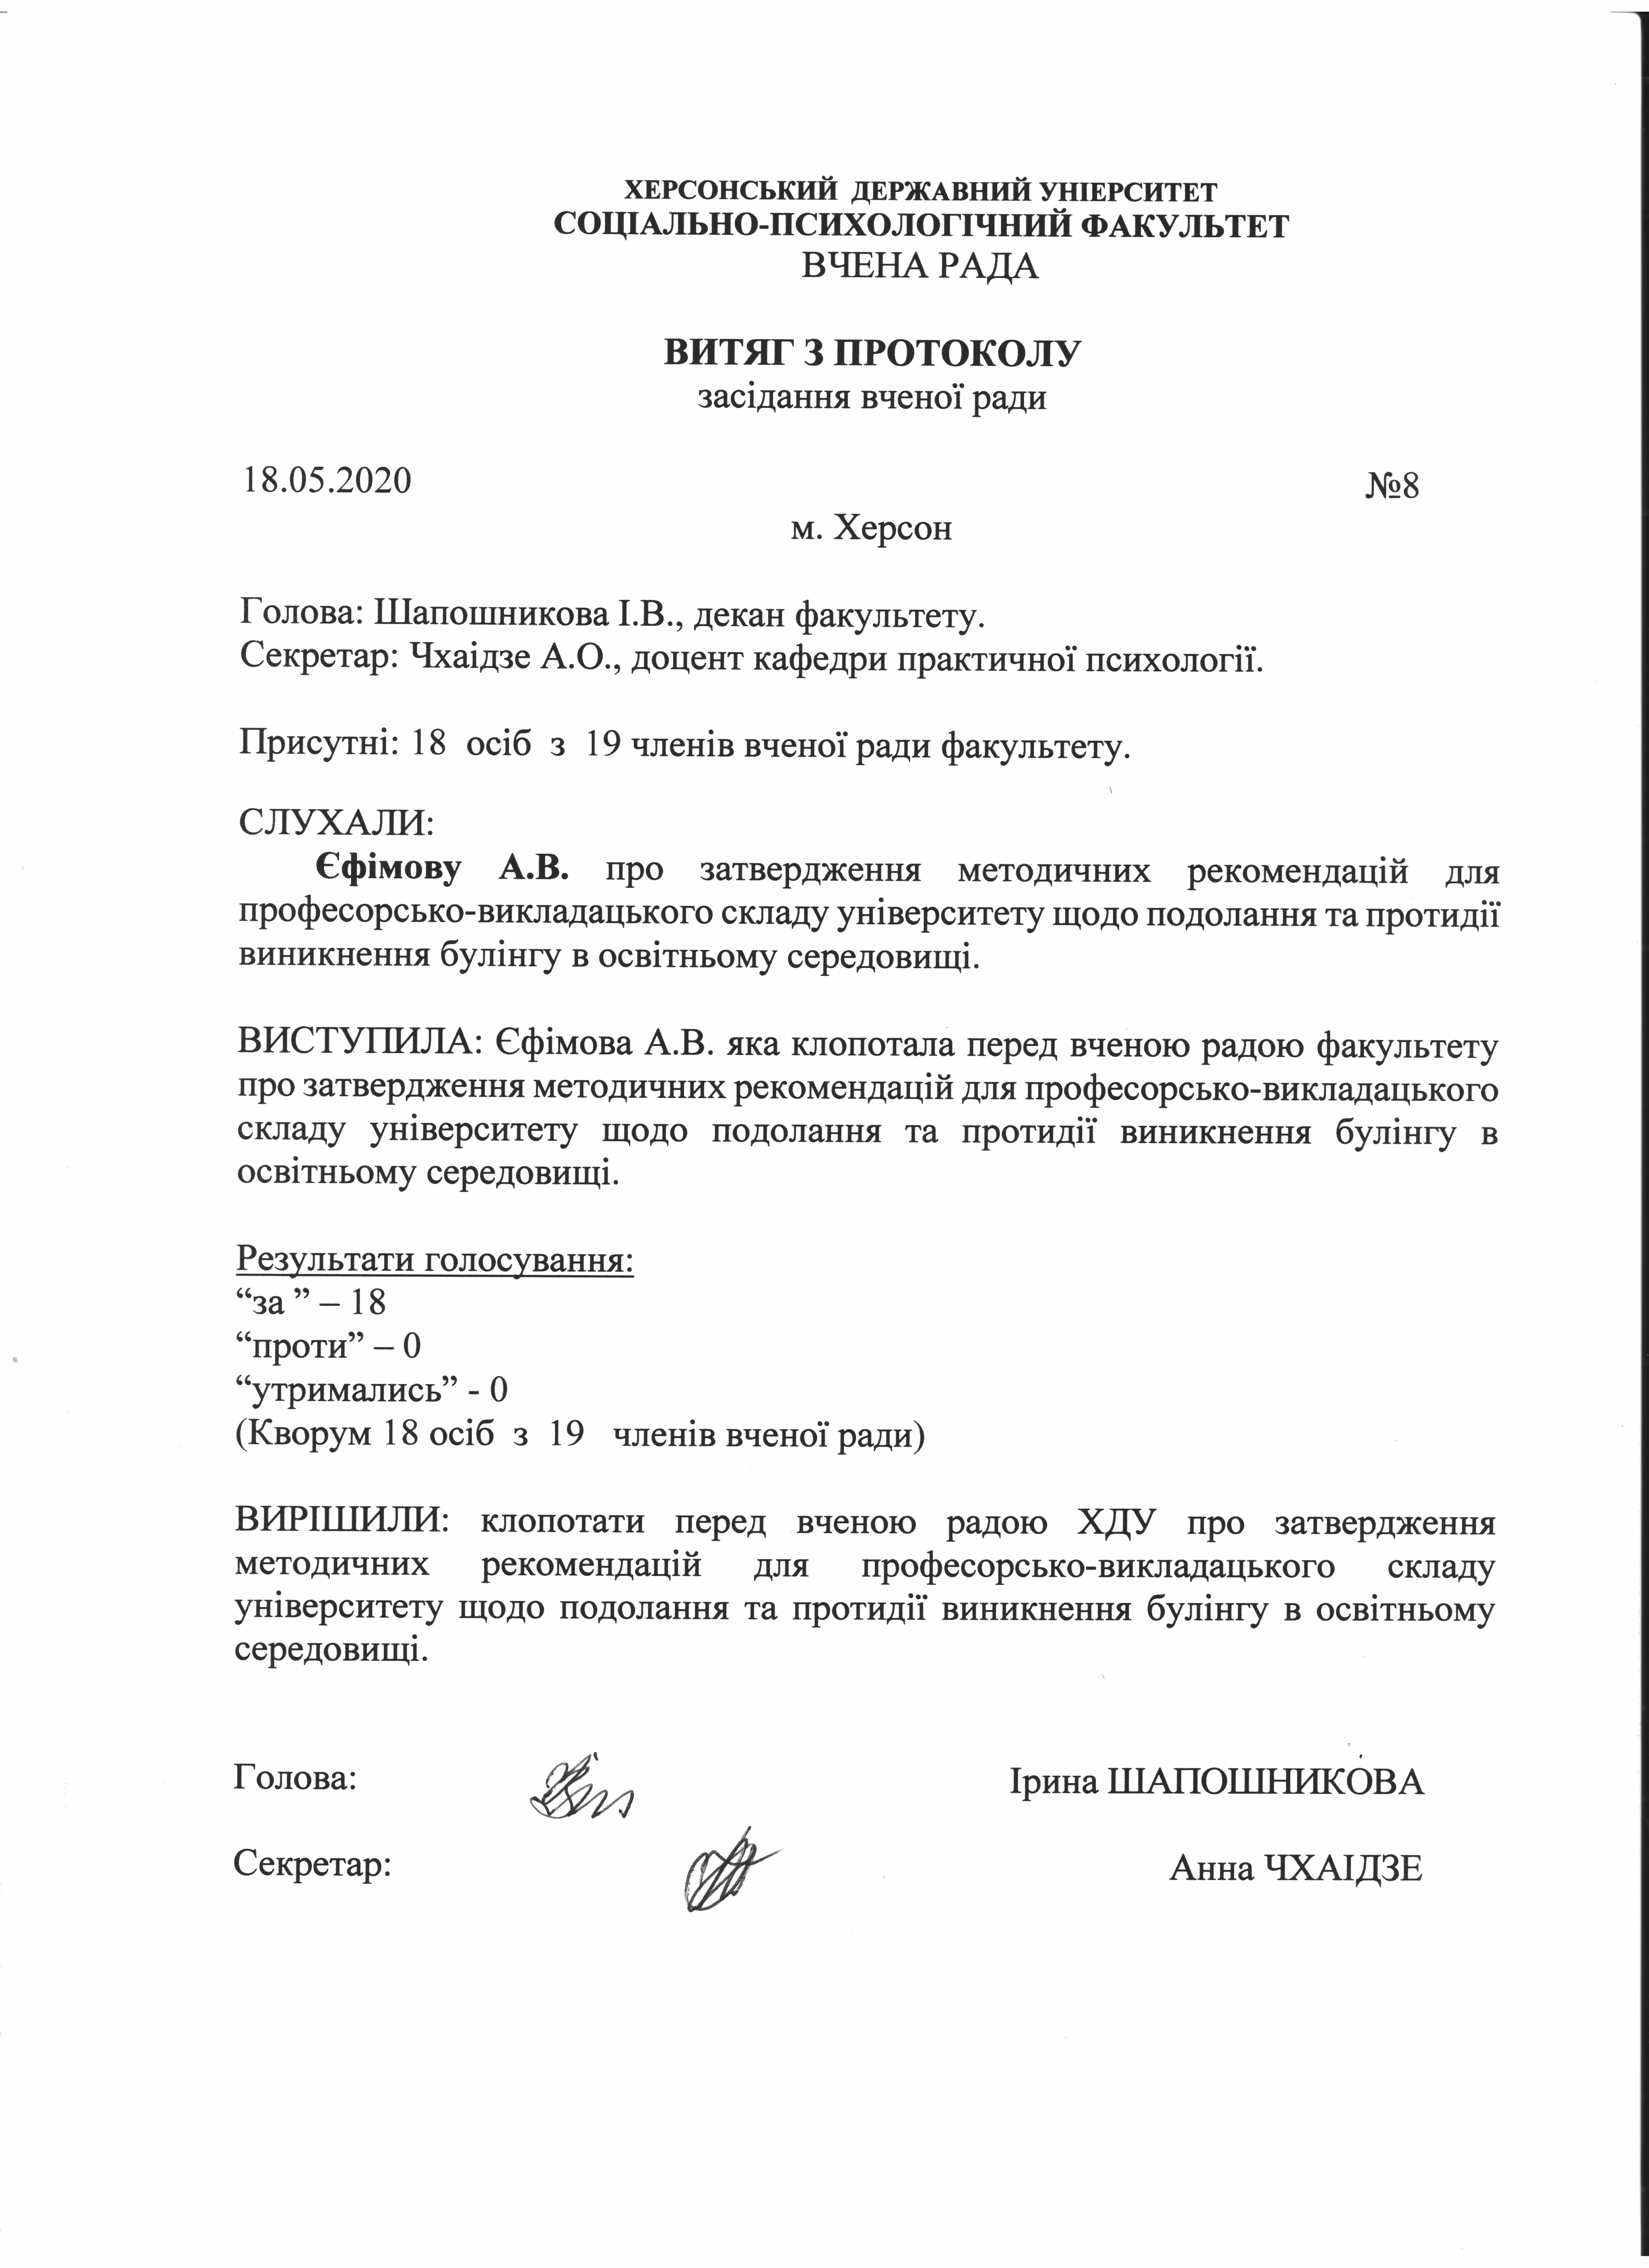 ХЕРСОНСЬКИЙ ДЕРЖАВНИЙ УНІЕРСИТЕТ
СОЦІАЛЬНО-ПСИХОЛОГІЧНИЙ ФАКУЛЬТЕТ
ВЧЕНА РАДА
ВИТЯГ З ПРОТОКОЛУ
засідання вченої ради
18.05.2020 №8
м. Херсон
Голова: Шапошникова І.В., декан факультету.
Секретар: Чхаідзе А.О., доцент кафедри практичної психології.
Присутні: 18 осіб з 19 членів вченої ради факультету.
СЛУХАЛИ:
Єфімову А.В. про затвердження методичних рекомендацій для
професорсько-викладацького складу університету щодо подолання та протидії
виникнення булінгу в освітньому середовищі.
ВИСТУПИЛА: Єфімова А.В. яка клопотала перед вченою радою факультету
про затвердження методичних рекомендацій для професорсько-викладацького
складу університету щодо подолання та протидії виникнення булінгу в
освітньому середовищі.
Результати голосування:
“за ” – 18
“проти” – 0
“утримались” - 0
(Кворум 18 осіб з 19 членів вченої ради)
ВИРІШИЛИ: клопотати перед вченою радою ХДУ про затвердження
методичних рекомендацій для професорсько-викладацького складу
університету щодо подолання та протидії виникнення булінгу в освітньому
середовищі.
Голова: Ірина ШАПОШНИКОВА
Секретар: Анна ЧХАІДЗЕ